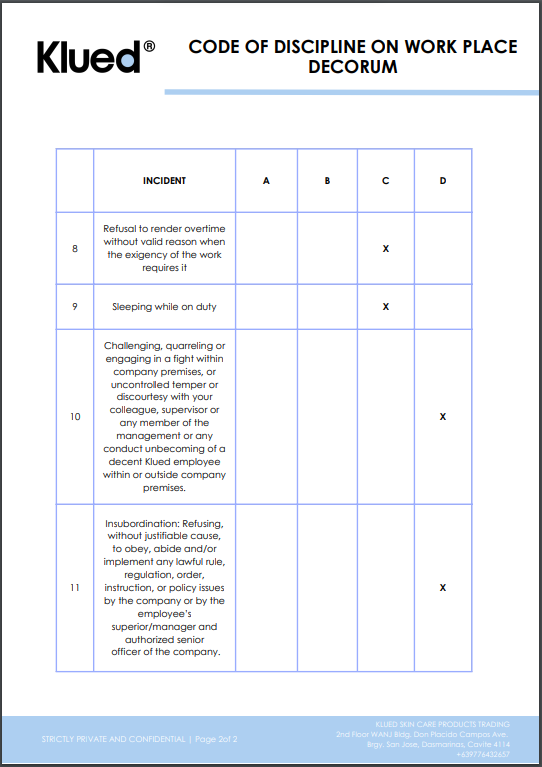 Klued®
CODE OF DISCIPLINE ON WORK PLACE
DECORUM
INCIDENT A B C D
8 Refusal to render overtime
without valid reason when
the exigency of the work
requires it
X
9 Sleeping while on duty X
10 Challenging, quarreling or
engaging in a fight within
company premises, or
uncontrolled temper or
discourtesy with your
colleague, supervisor or
any member of the
management or any
conduct unbecoming of a
decent Klued employee
within or outside company
premises.
X
11 Insubordination: Refusing,
without justifiable cause,
to obey, abide and/or
implement any lawful rule,
regulation, order,
instruction, or policy issues
by the company or by the
employee's
superior/manager and
authorized senior
officer of the company.
X
STRICTLY PRIVATE AND CONFIDENTIAL | Page 2of 2
KLUED SKIN CARE PRODUCTS TRADING
2nd Floor WANJ Bldg. Don Placido Campos Ave.
Brgy. San Jose, Dasmarinas, Cavite 4114
+639776432657